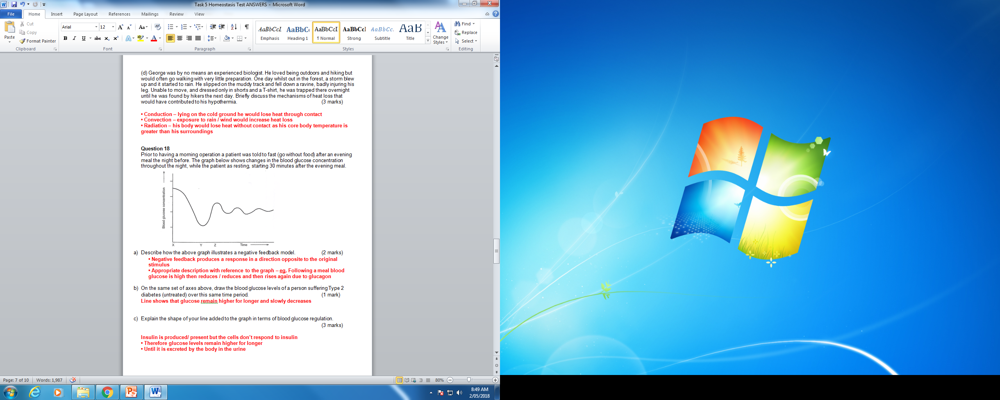 Task 5 Homeostasis Test ANSWERS - Microsoft Word
File Home Insert Page Layout References Mailings Review View
Paste
Cut
Copy
Format Painter
Clipboard
Arial 12
Font
Paragraph
AaBbCcI AaBbC AaBbCcI AaBbCcI AaBbCcI AaB
Emphasis Heading 1 ¶ Normal Strong Subtitle Title
Styles
Change Styles
Find
Replace
Select
Editing
(d) George was by no means an experienced biologist. He loved being outdoors and hiking but
would often go walking with very little preparation. One day whilst out in the forest, a storm blew
up and it started to rain. He slipped on the muddy track and fell down a ravine, badly injuring his
leg. Unable to move, and dressed only in shorts and a T-shirt, he was trapped there overnight
until he was found by hikers the next day. Briefly discuss the mechanisms of heat loss that
would have contributed to his hypothermia. (3 marks)
• Conduction – lying on the cold ground he would lose heat through contact
• Convection – exposure to rain / wind would increase heat loss
• Radiation – his body would lose heat without contact as his core body temperature is
greater than his surroundings
Question 18
Prior to having a morning operation a patient was told to fast (go without food) after an evening
meal the night before. The graph below shows changes in the blood glucose concentration
throughout the night, while the patient as resting, starting 30 minutes after the evening meal.
Blood glucose concentration
X Y Z Time
a) Describe how the above graph illustrates a negative feedback model. (2 marks)
• Negative feedback produces a response in a direction opposite to the original
stimulus
• Appropriate description with reference to the graph – eg. Following a meal blood
glucose is high then reduces / reduces and then rises again due to glucagon
b) On the same set of axes above, draw the blood glucose levels of a person suffering Type 2
diabetes (untreated) over this same time period. (1 mark)
Line shows that glucose remain higher for longer and slowly decreases
c) Explain the shape of your line added to the graph in terms of blood glucose regulation.
(3 marks)
Insulin is produced/ present but the cells don't respond to insulin
• Therefore glucose levels remain higher for longer
• Until it is excreted by the body in the urine
Page: 7 of 10 Words: 1,987 80%
8:49 AM
2/05/2018